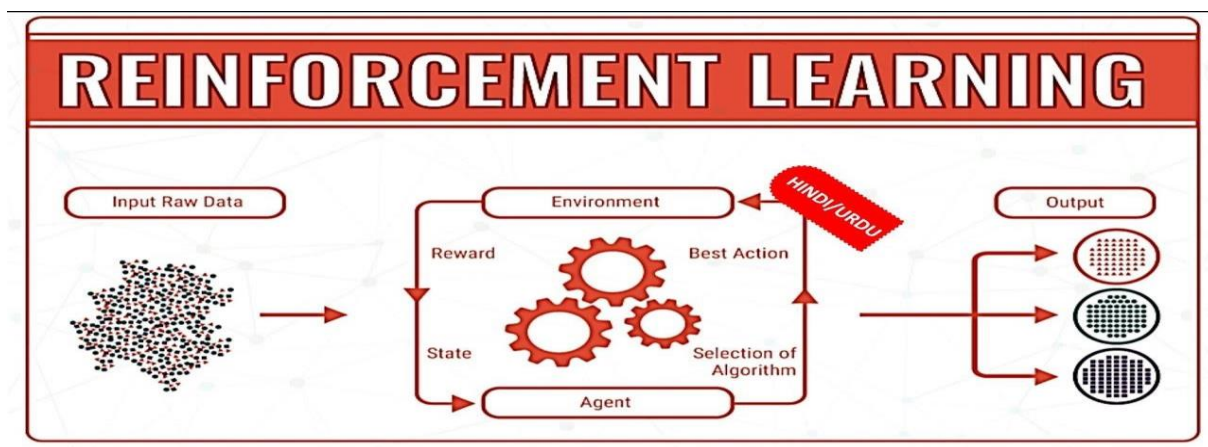 REINFORCEMENT LEARNING
Input Raw Data
Environment
HINDI/URDU
Output
Reward
Best Action
State
Selection of
Algorithm
Agent